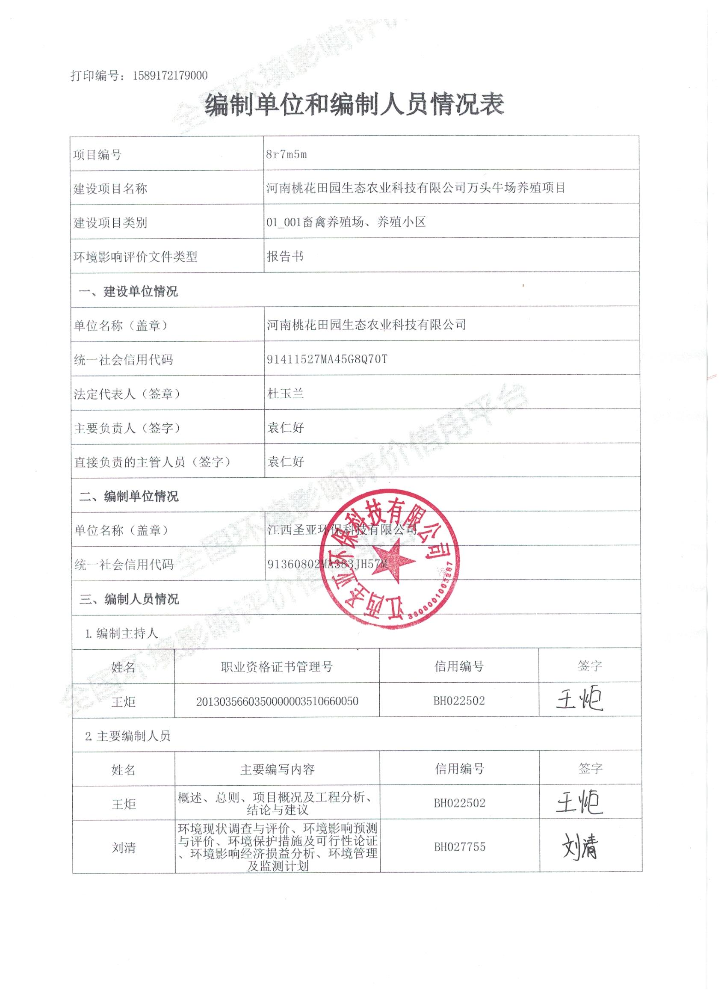 打印编号：1589172179000
编制单位和编制人员情况表
项目编号 8r7m5m
建设项目名称 河南桃花田园生态农业科技有限公司万头牛场养殖项目
建设项目类别 01_001畜禽养殖场、养殖小区
环境影响评价文件类型 报告书
一、建设单位情况
单位名称（盖章） 河南桃花田园生态农业科技有限公司
统一社会信用代码 91411527MA45G8Q70T
法定代表人（签章） 杜玉兰
主要负责人（签字） 袁仁好
直接负责的主管人员（签字） 袁仁好
二、编制单位情况
单位名称（盖章） 江西圣亚环保科技有限公司
统一社会信用代码 91360802MA383JH57M
江西圣亚环保科技有限公司
三、编制人员情况
1. 编制主持人
姓名 职业资格证书管理号 信用编号 签字
王炬 2013035660350000003510660050 BH022502 王炬
2. 主要编制人员
姓名 主要编写内容 信用编号 签字
王炬 概述、总则、项目概况及工程分析、 BH022502 王炬
结论与建议
环境现状调查与评价、环境影响预测
与评价、环境保护措施及可行性论证
刘清 、环境影响经济损益分析、环境管理 BH027755 刘清
及监测计划
全国环境影响评价信用平台
全国环境影响评价信用平台